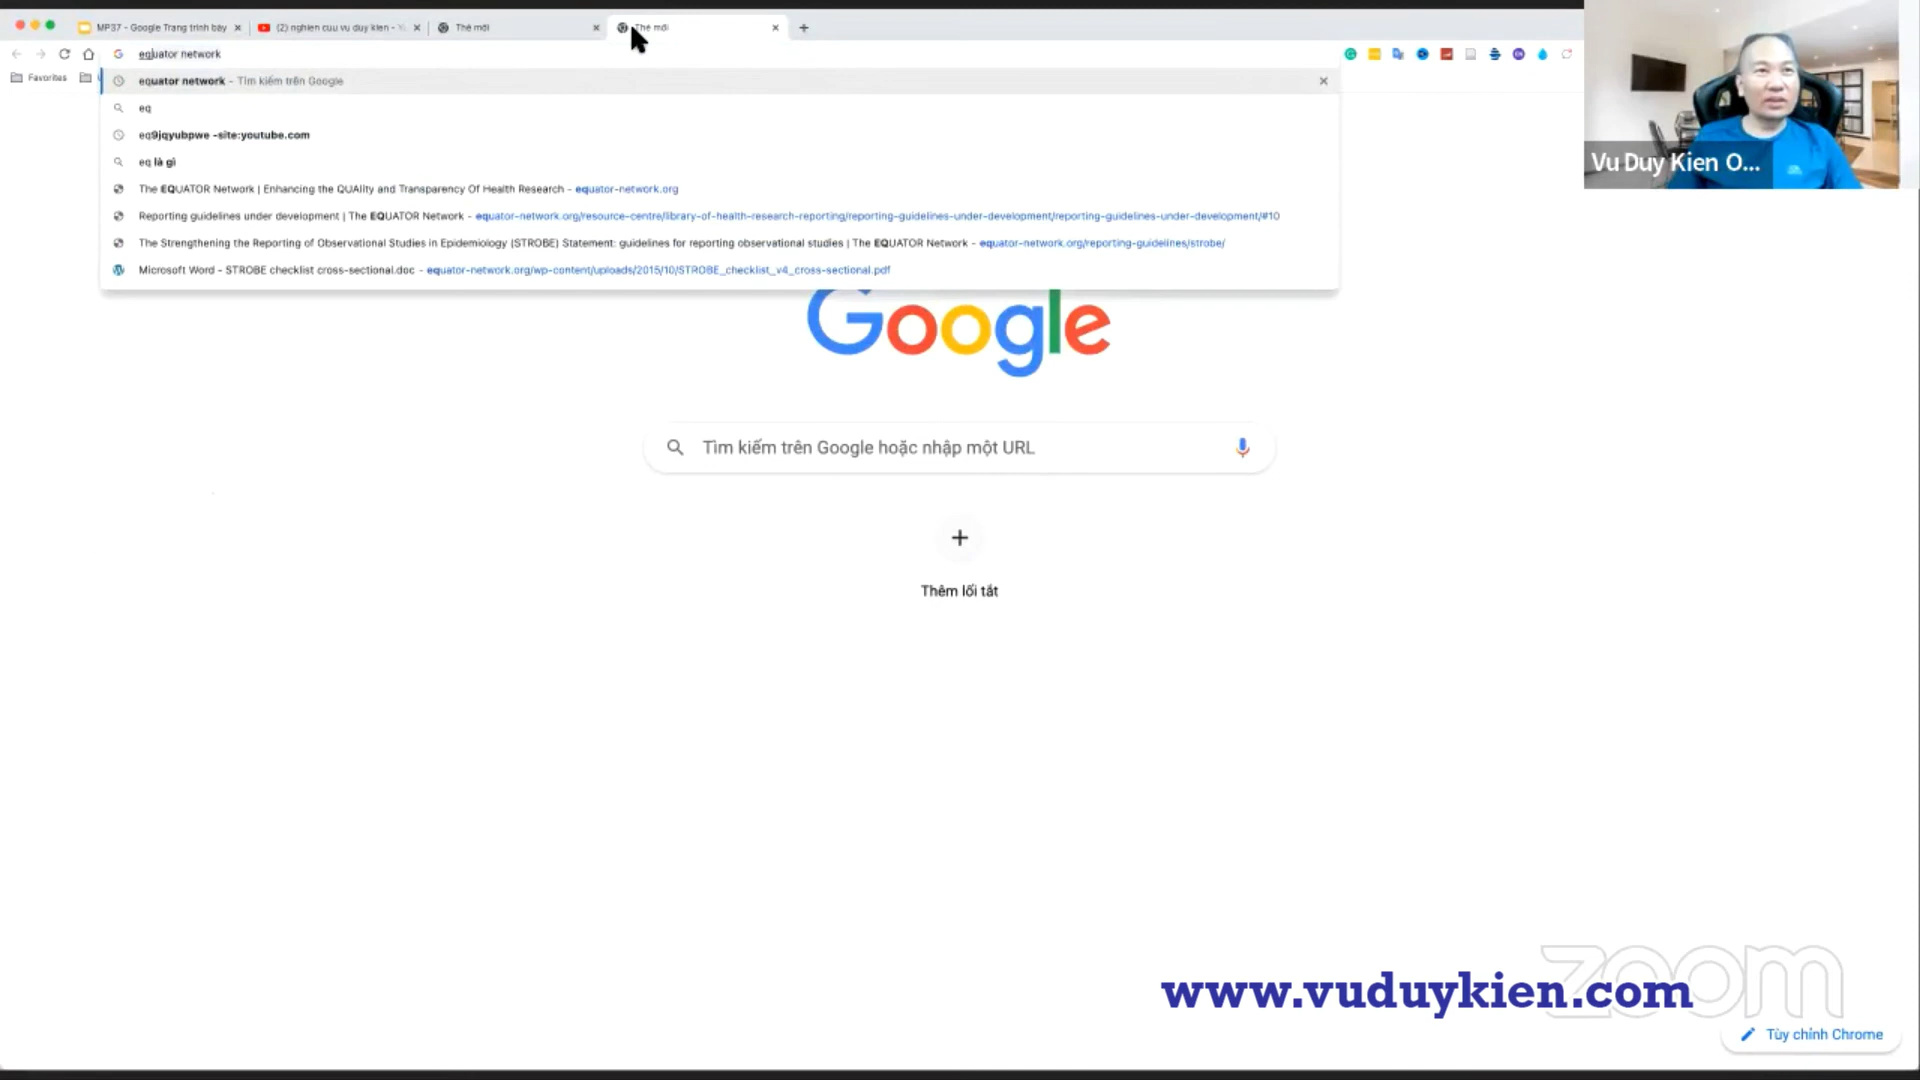 MP37 - Google Trang trình bày
(2) nghien cuu vu duy kien - Y
Thẻ mới
Thẻ mới
equator network
Favorites
equator network - Tìm kiếm trên Google
eq
eq9jqyubpwe -site:youtube.com
eq là gì
The EQUATOR Network | Enhancing the QUAlity and Transparency Of Health Research - equator-network.org
Reporting guidelines under development | The EQUATOR Network - equator-network.org/resource-centre/library-of-health-research-reporting/reporting-guidelines-under-development/reporting-guidelines-under-development/#10
The Strengthening the Reporting of Observational Studies in Epidemiology (STROBE) Statement: guidelines for reporting observational studies | The EQUATOR Network - equator-network.org/reporting-guidelines/strobe/
Microsoft Word - STROBE checklist cross-sectional.doc - equator-network.org/wp-content/uploads/2015/10/STROBE_checklist_v4_cross-sectional.pdf
Vu Duy Kien O...
Google
Tìm kiếm trên Google hoặc nhập một URL
Thêm lối tắt
zoom
www.vuduykien.com
Tùy chỉnh Chrome